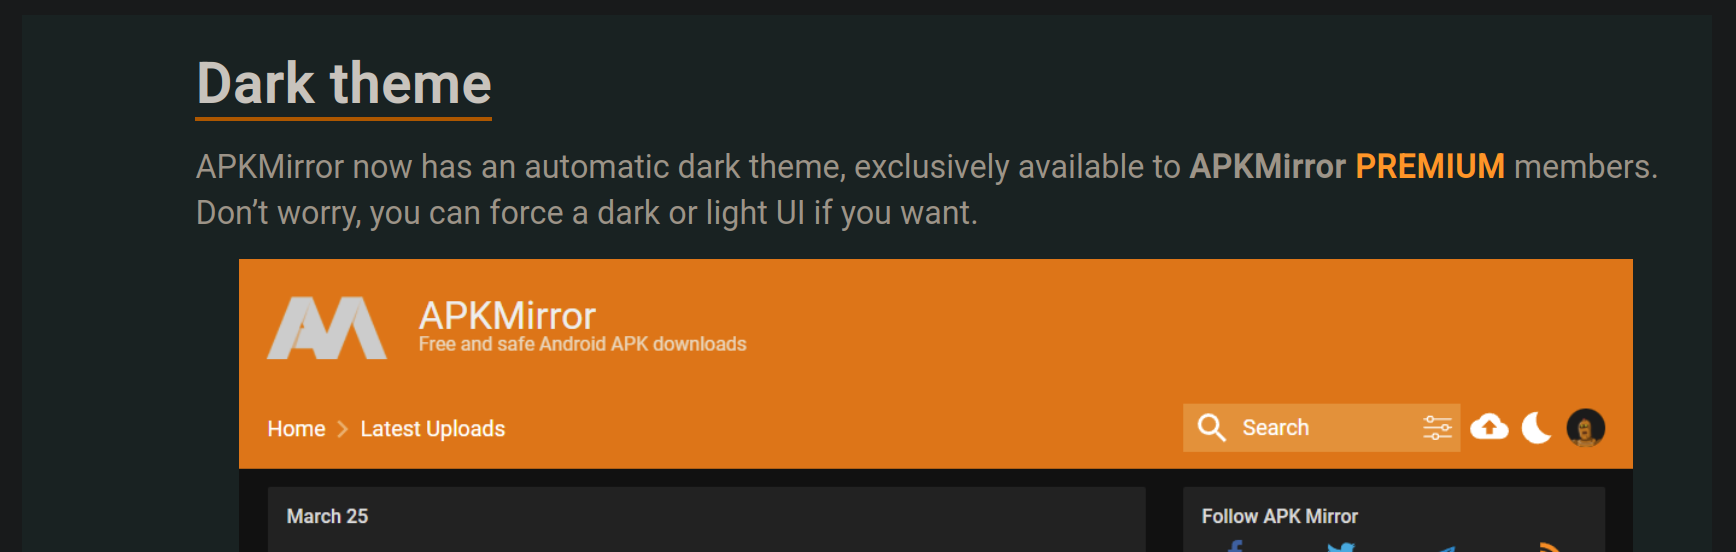 Dark theme
APKMirror now has an automatic dark theme, exclusively available to APKMirror PREMIUM members.
Don’t worry, you can force a dark or light UI if you want.
APKMirror
Free and safe Android APK downloads
Home
Latest Uploads
Search
March 25
Follow APK Mirror